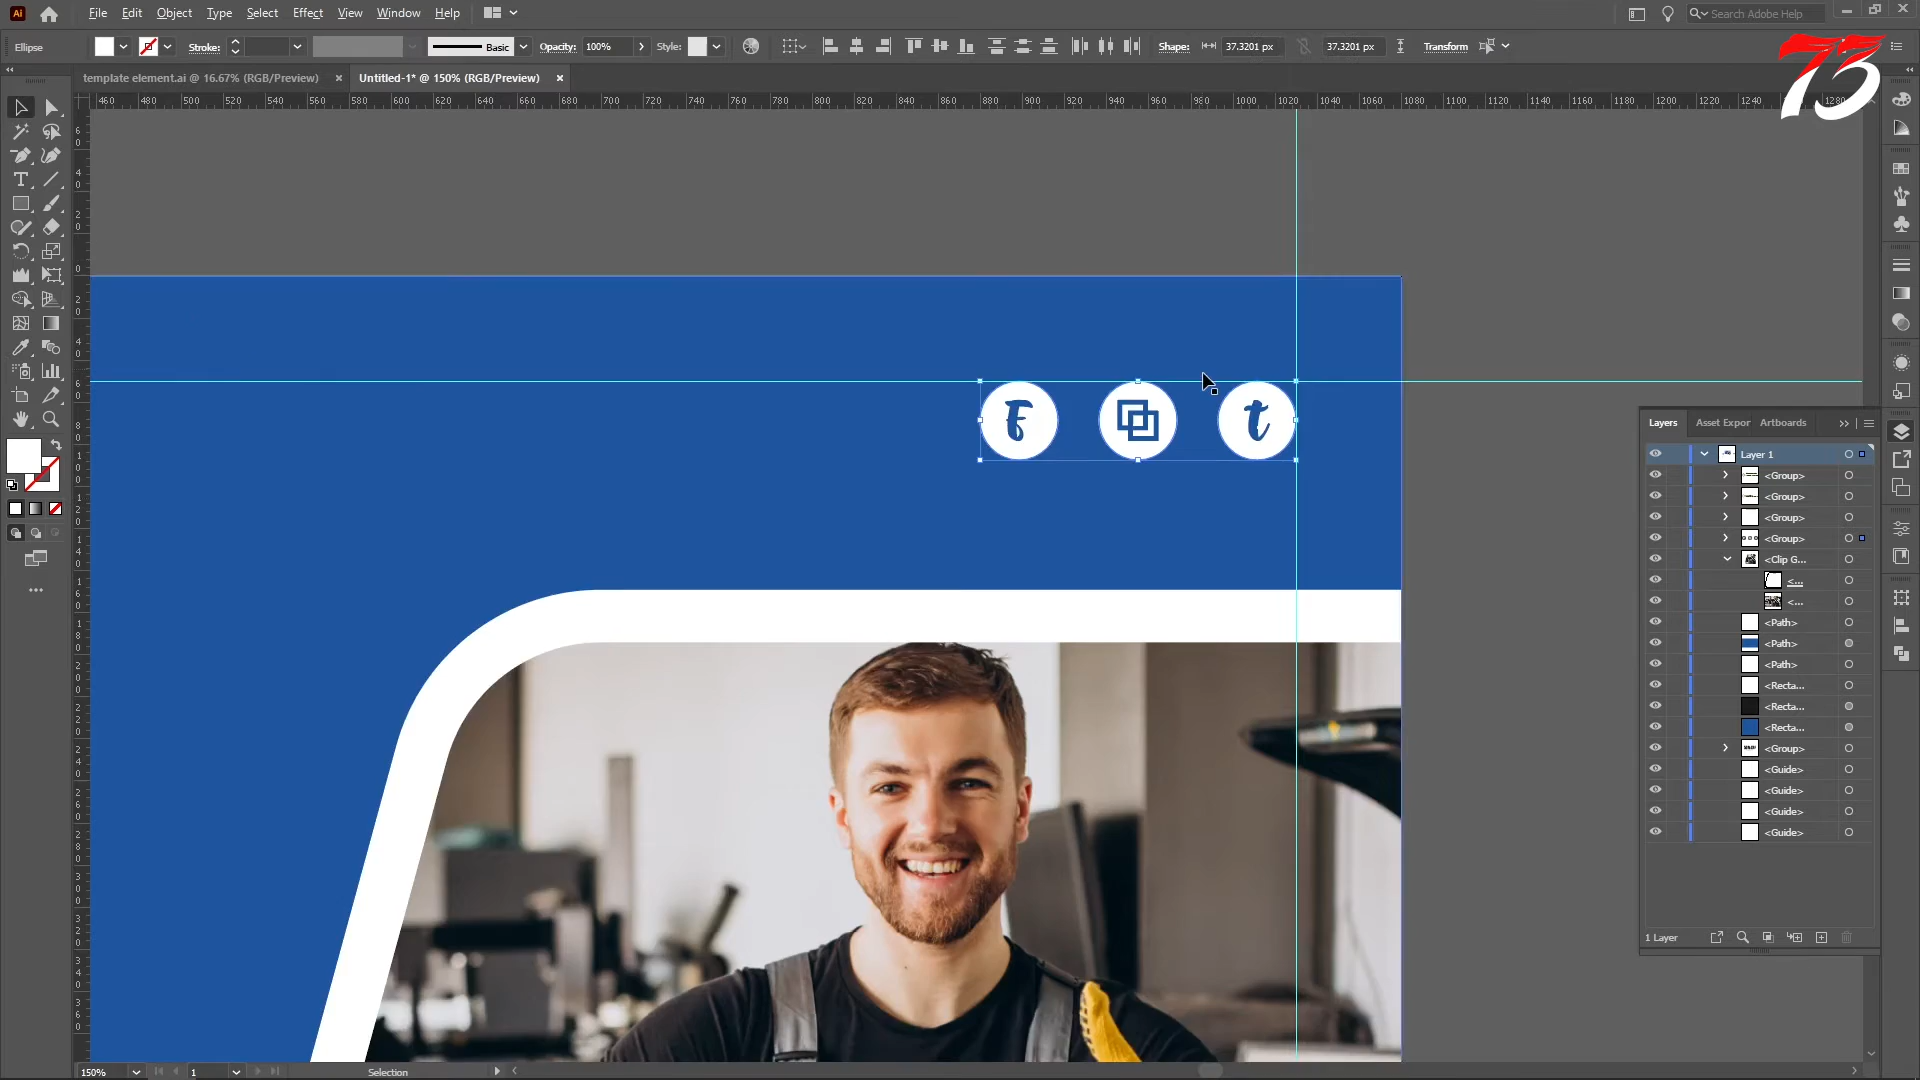 Ai File Edit Object Type Select Effect View Window Help Search Adobe Help
Ellipse Stroke: Basic Opacity: 100% Style: Shape: 37.3201 px 37.3201 px Transform
73
template element.ai @ 16.67% (RGB/Preview) × Untitled-1* @ 150% (RGB/Preview) ×
460 480 500 520 540 560 580 600 620 640 660 680 700 720 740 760 780 800 820 840 860 880 900 920 940 960 980 1000 1020 1040 1060 1080 1100 1120 1140 1160 1180 1200 1220 1240 1260 1280
f t
Layers Asset Expor Artboards
Layer 1
<Group>
<Group>
<Group>
<Group>
<Clip G...
<...
<...
<Path>
<Path>
<Path>
<Recta...
<Recta...
<Recta...
<Group>
<Guide>
<Guide>
<Guide>
<Guide>
1 Layer
150% 1 Selection